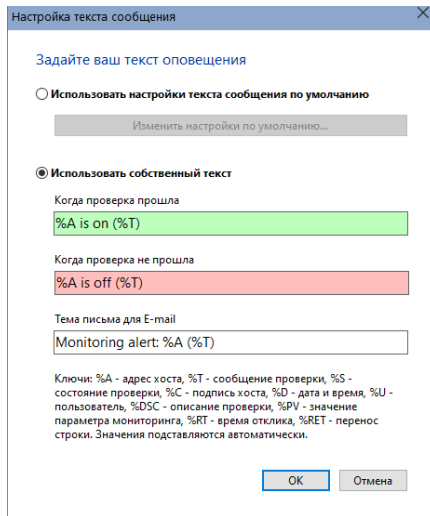 Настройка текста сообщения
Задайте ваш текст оповещения
Использовать настройки текста сообщения по умолчанию
Изменить настройки по умолчанию...
Использовать собственный текст
Когда проверка прошла
%A is on (%T)
Когда проверка не прошла
%A is off (%T)
Тема письма для E-mail
Monitoring alert: %A (%T)
Ключи: %A - адрес хоста, %T - сообщение проверки, %S -
состояние проверки, %C - подпись хоста, %D - дата и время, %U -
пользователь, %DSC - описание проверки, %PV - значение
параметра мониторинга, %RT - время отклика, %RET - перенос
строки. Значения подставляются автоматически.
OK
Отмена